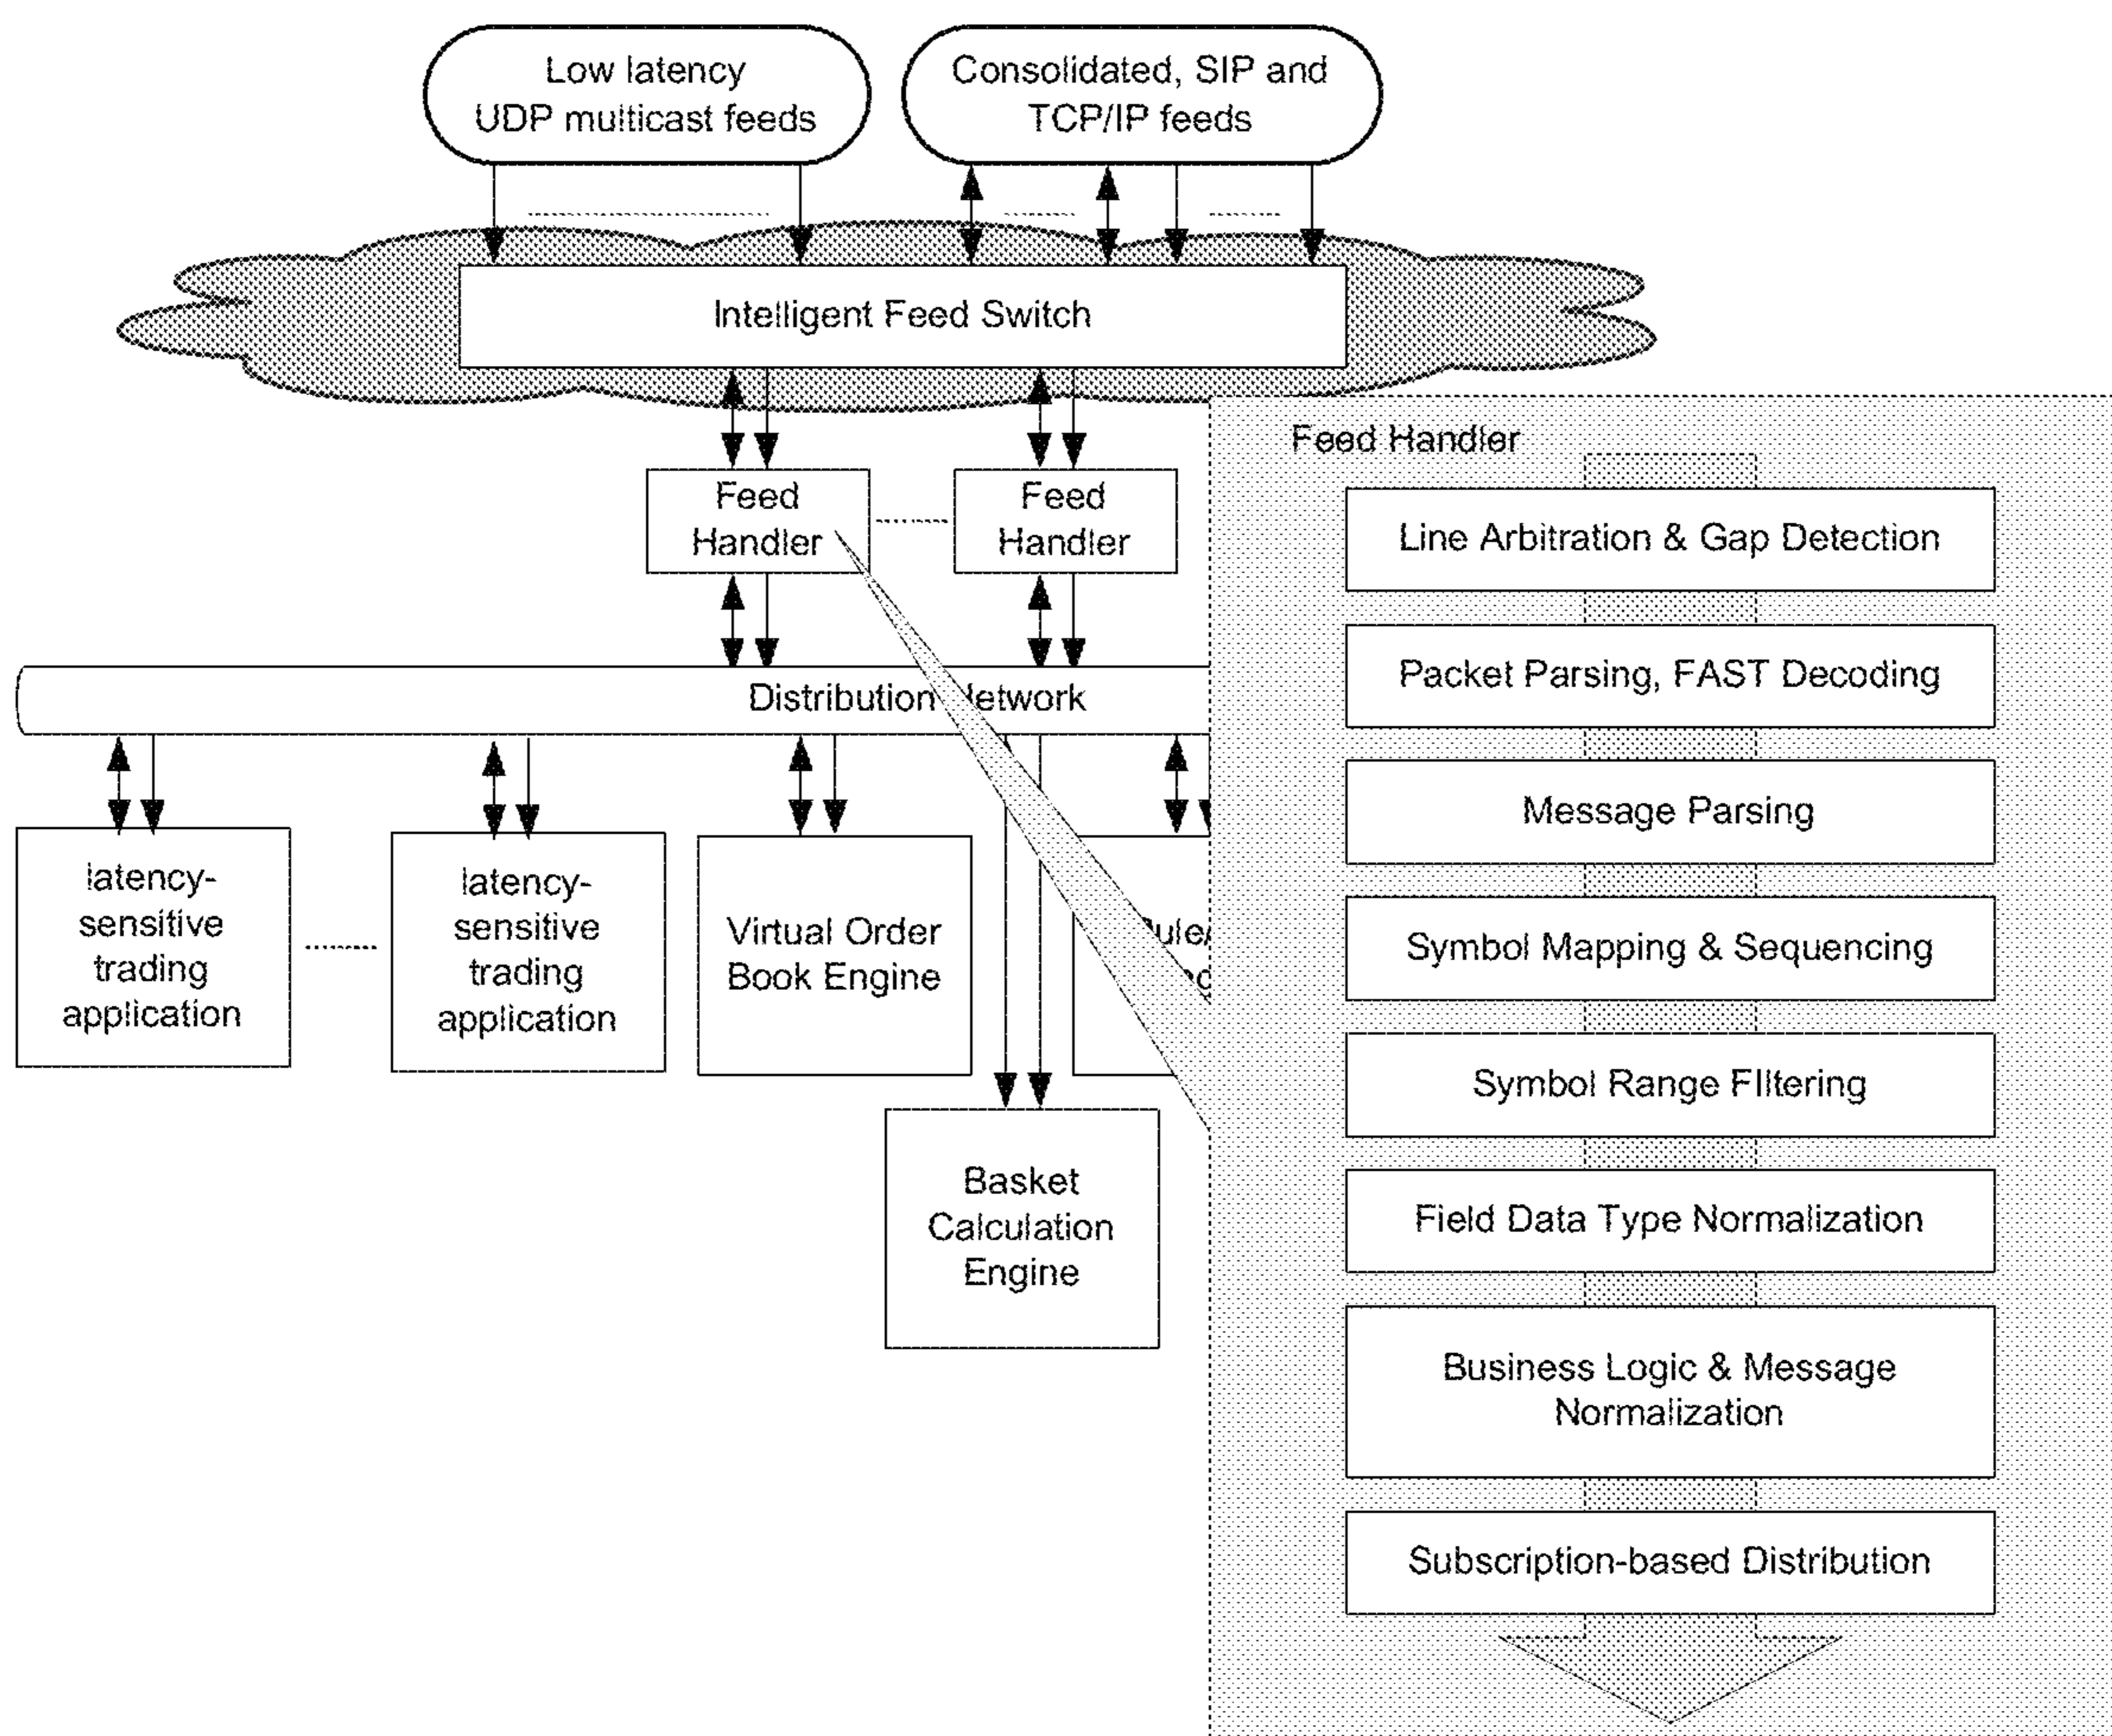 Low latency
UDP multicast feeds
Consolidated, SIP and
TCP/IP feeds
Intelligent Feed Switch
Feed
Handler
Feed
Handler
Distribution
latency-
sensitive
trading
application
latency-
sensitive
trading
application
Virtual Order
Book Engine
Basket
Calculation
Engine
Feed Handler
Line Arbitration & Gap Detection
Packet Parsing, FAST Decoding
Message Parsing
Symbol Mapping & Sequencing
Symbol Range FIltering
Field Data Type Normalization
Business Logic & Message
Normalization
Subscription-based Distribution